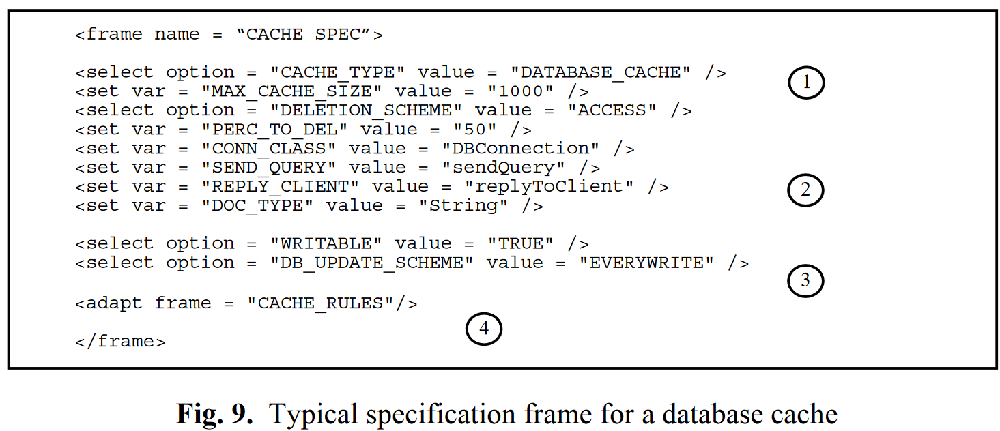 <frame name = “CACHE SPEC”>
<select option = "CACHE_TYPE" value = "DATABASE_CACHE" />
1
<set var = "MAX_CACHE_SIZE" value = "1000" />
<select option = "DELETION_SCHEME" value = "ACCESS" />
<set var = "PERC_TO_DEL" value = "50" />
<set var = "CONN_CLASS" value = "DBConnection" />
<set var = "SEND_QUERY" value = "sendQuery" />
<set var = "REPLY_CLIENT" value = "replyToClient" />
2
<set var = "DOC_TYPE" value = "String" />
<select option = "WRITABLE" value = "TRUE" />
<select option = "DB_UPDATE_SCHEME" value = "EVERYWRITE" />
3
<adapt frame = "CACHE_RULES"/>
4
</frame>
Fig. 9. Typical specification frame for a database cache